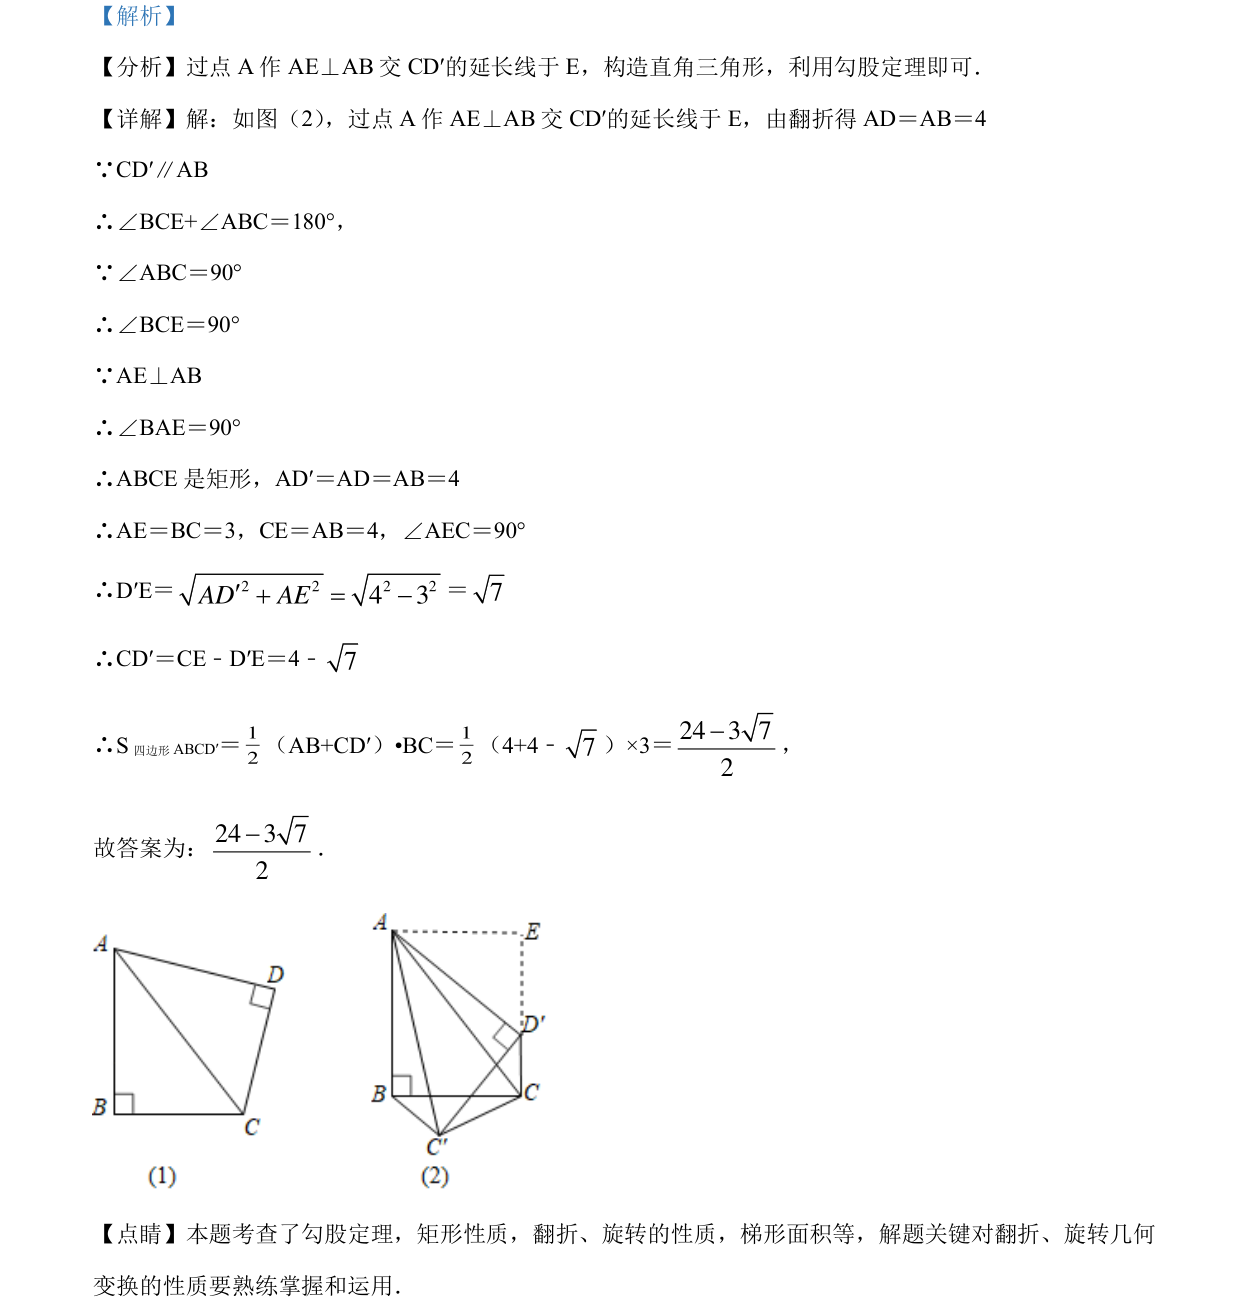 【解析】
【分析】过点 A 作 AE⊥AB 交 CD′的延长线于 E，构造直角三角形，利用勾股定理即可．
【详解】解：如图（2），过点 A 作 AE⊥AB 交 CD′的延长线于 E，由翻折得 AD＝AB＝4
∵CD′∥AB
∴∠BCE+∠ABC＝180°，
∵∠ABC＝90°
∴∠BCE＝90°
∵AE⊥AB
∴∠BAE＝90°
∴ABCE 是矩形，AD′＝AD＝AB＝4
∴AE＝BC＝3，CE＝AB＝4，∠AEC＝90°
∴D′E＝√(AD′²+AE²)=√(4²−3²)＝√7
∴CD′＝CE﹣D′E＝4﹣√7
∴S 四边形 ABCD′＝1/2（AB+CD′）•BC＝1/2（4+4﹣√7）×3＝(24−3√7)/2，
故答案为：(24−3√7)/2．
A D B C
(1)
A E D′ B C C′
(2)
【点睛】本题考查了勾股定理，矩形性质，翻折、旋转的性质，梯形面积等，解题关键对翻折、旋转几何
变换的性质要熟练掌握和运用．